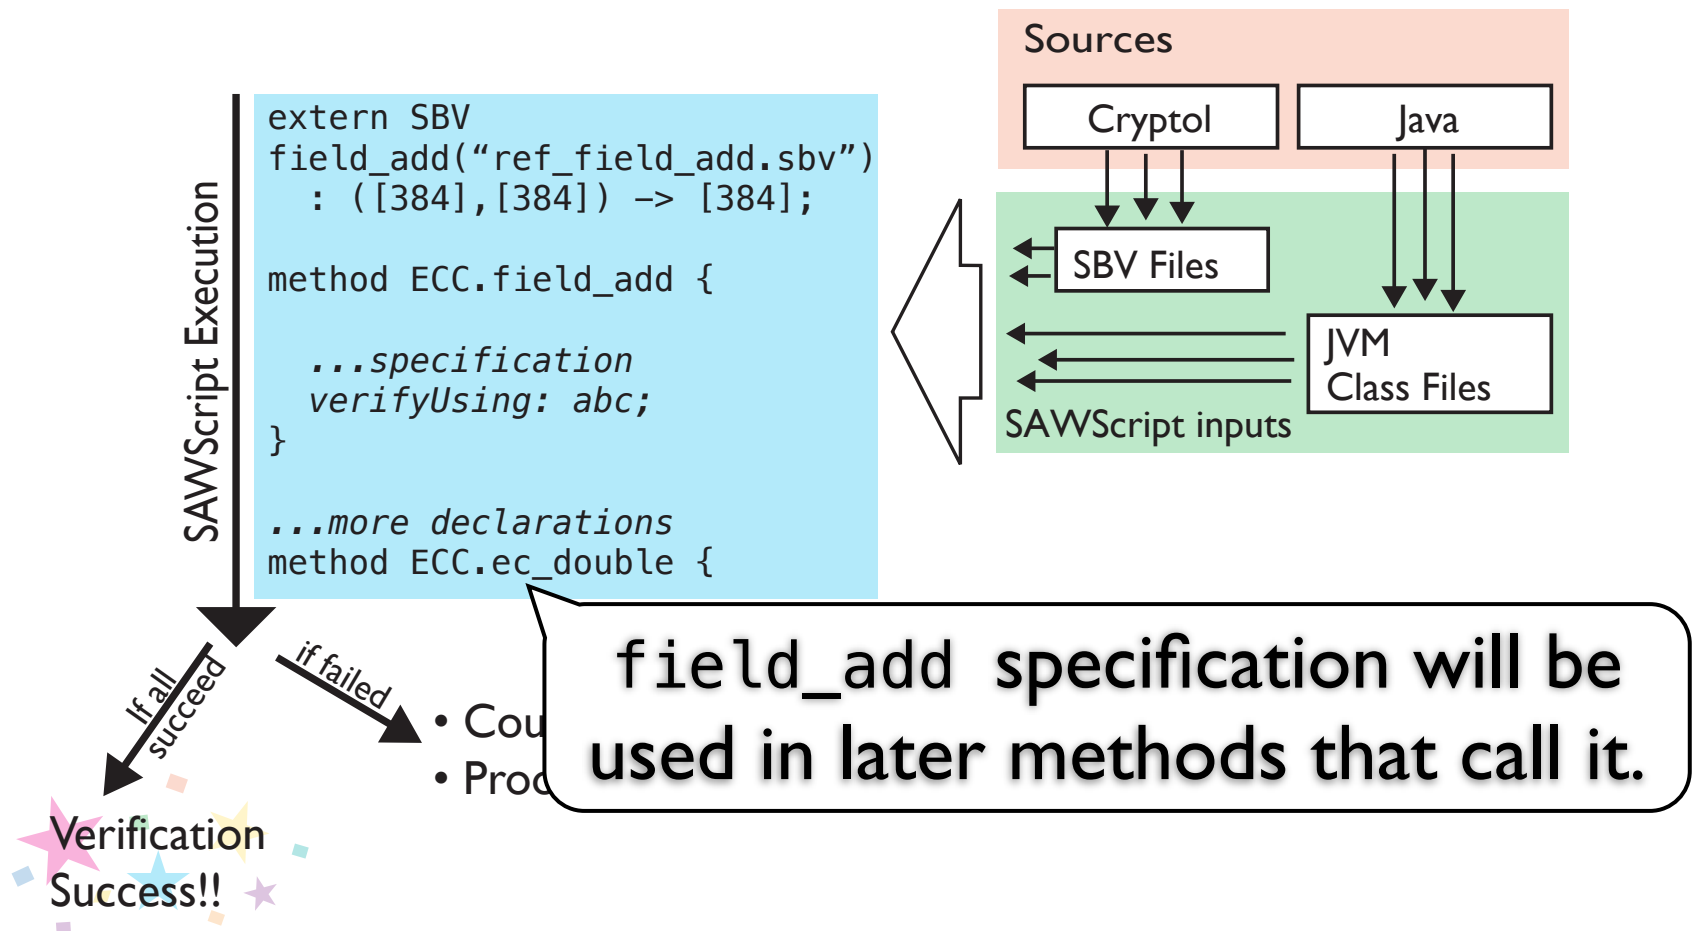 Sources
Cryptol
Java
SBV Files
JVM
Class Files
SAWScript inputs
SAWScript Execution
extern SBV
field_add(“ref_field_add.sbv”)
: ([384],[384]) –> [384];
method ECC.field_add {
...specification
verifyUsing: abc;
}
...more declarations
method ECC.ec_double {
field_add specification will be
used in later methods that call it.
If all
succeed
if failed
Verification
Success!!